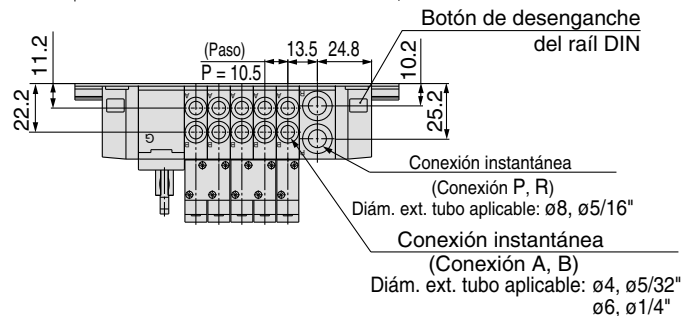 Botón de desenganche
del raíl DIN
11.2
22.2
(Paso)
P = 10.5
13.5
24.8
10.2
25.2
A A A A A R
B B B B B P
G
Conexión instantánea
(Conexión P, R)
Diám. ext. tubo aplicable: ø8, ø5/16"
Conexión instantánea
(Conexión A, B)
Diám. ext. tubo aplicable: ø4, ø5/32"
ø6, ø1/4"